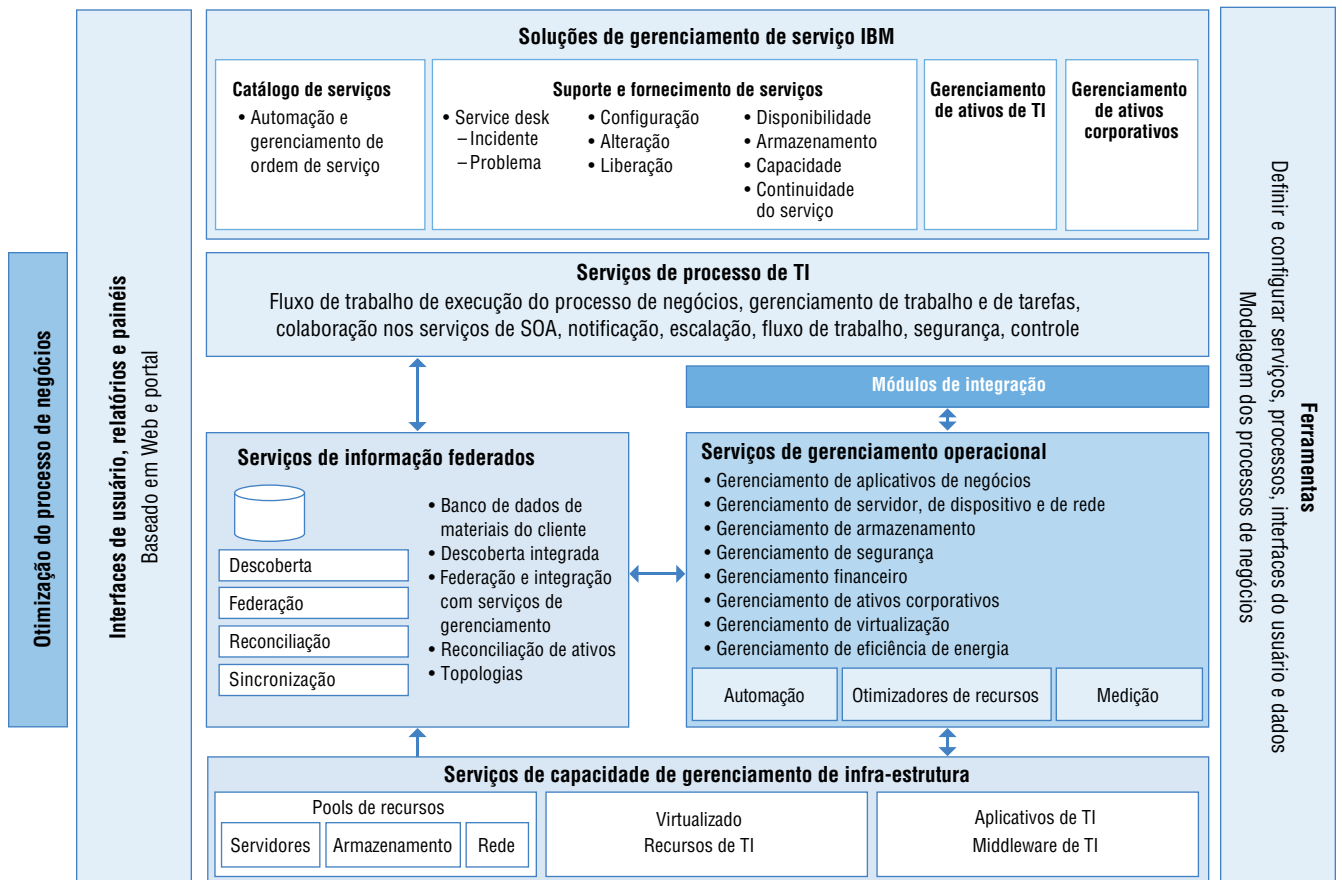 Otimização do processo de negócios
Interfaces de usuário, relatórios e painéis
Baseado em Web e portal
Soluções de gerenciamento de serviço IBM
Catálogo de serviços
• Automação e
gerenciamento de
ordem de serviço
Suporte e fornecimento de serviços
• Service desk
– Incidente
– Problema
• Configuração
• Alteração
• Liberação
• Disponibilidade
• Armazenamento
• Capacidade
• Continuidade
do serviço
Gerenciamento
de ativos de TI
Gerenciamento
de ativos
corporativos
Serviços de processo de TI
Fluxo de trabalho de execução do processo de negócios, gerenciamento de trabalho e de tarefas,
colaboração nos serviços de SOA, notificação, escalação, fluxo de trabalho, segurança, controle
Módulos de integração
Serviços de informação federados
Descoberta
Federação
Reconciliação
Sincronização
• Banco de dados de
materiais do cliente
• Descoberta integrada
• Federação e integração
com serviços de
gerenciamento
• Reconciliação de ativos
• Topologias
Serviços de gerenciamento operacional
• Gerenciamento de aplicativos de negócios
• Gerenciamento de servidor, de dispositivo e de rede
• Gerenciamento de armazenamento
• Gerenciamento de segurança
• Gerenciamento financeiro
• Gerenciamento de ativos corporativos
• Gerenciamento de virtualização
• Gerenciamento de eficiência de energia
Automação
Otimizadores de recursos
Medição
Serviços de capacidade de gerenciamento de infra-estrutura
Pools de recursos
Servidores
Armazenamento
Rede
Virtualizado
Recursos de TI
Aplicativos de TI
Middleware de TI
Ferramentas
Definir e configurar serviços, processos, interfaces do usuário e dados
Modelagem dos processos de negócios